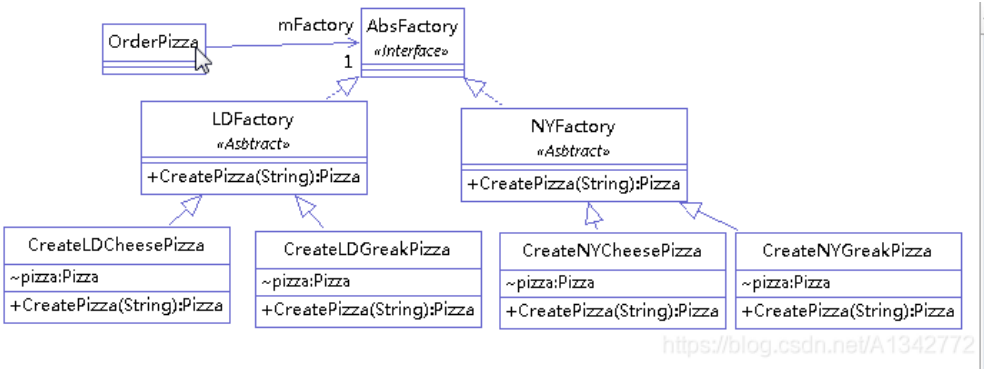 OrderPizza
mFactory
1
AbsFactory
«Interface»
LDFactory
«Asbtract»
+CreatePizza(String):Pizza
NYFactory
«Asbtract»
+CreatePizza(String):Pizza
CreateLDCheesePizza
~pizza:Pizza
+CreatePizza(String):Pizza
CreateLDGreakPizza
~pizza:Pizza
+CreatePizza(String):Pizza
CreateNYCheesePizza
~pizza:Pizza
+CreatePizza(String):Pizza
CreateNYGreakPizza
~pizza:Pizza
+CreatePizza(String):Pizza
https://blog.csdn.net/A1342772